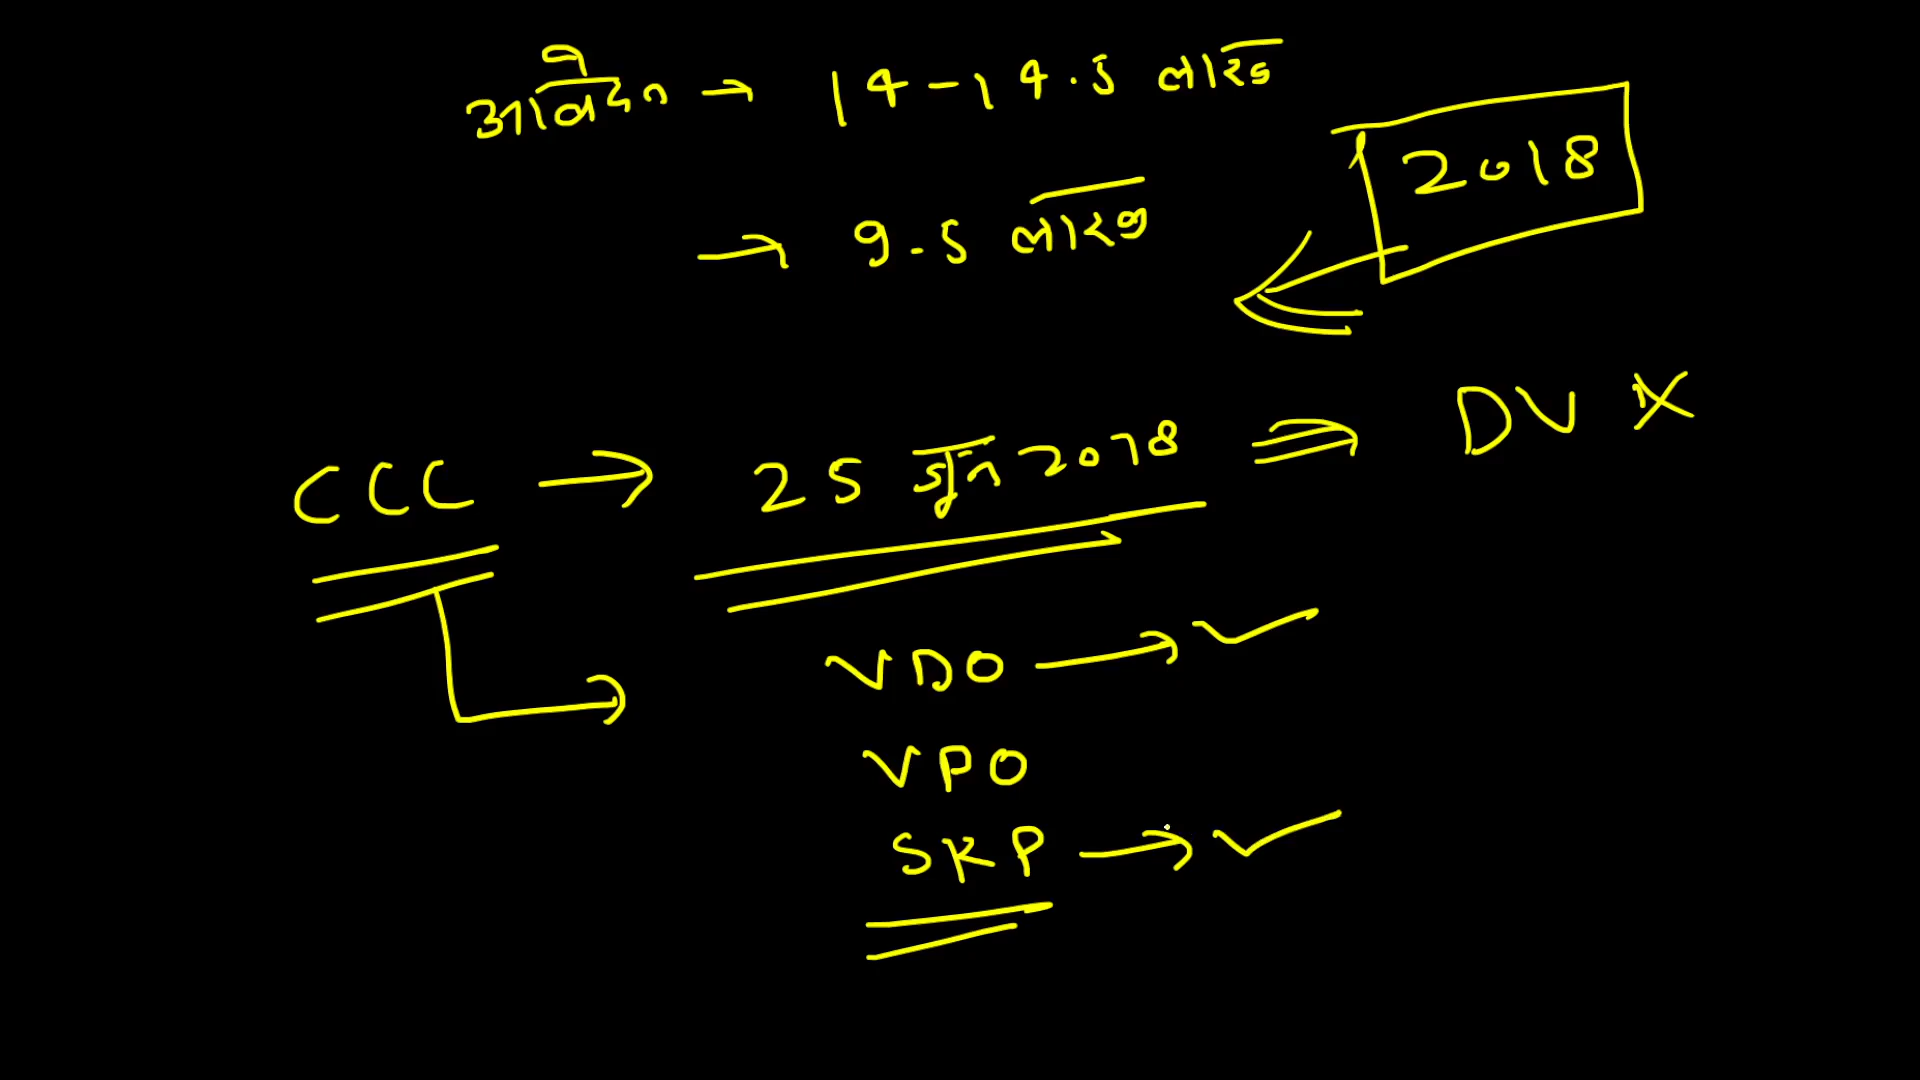 आवेदन → 14-14.5 लाख
2018
→ 9.5 लाख
CCC → 25 जून 2018 ⇒ DV X
VDO → ✓
VPO
SKP → ✓